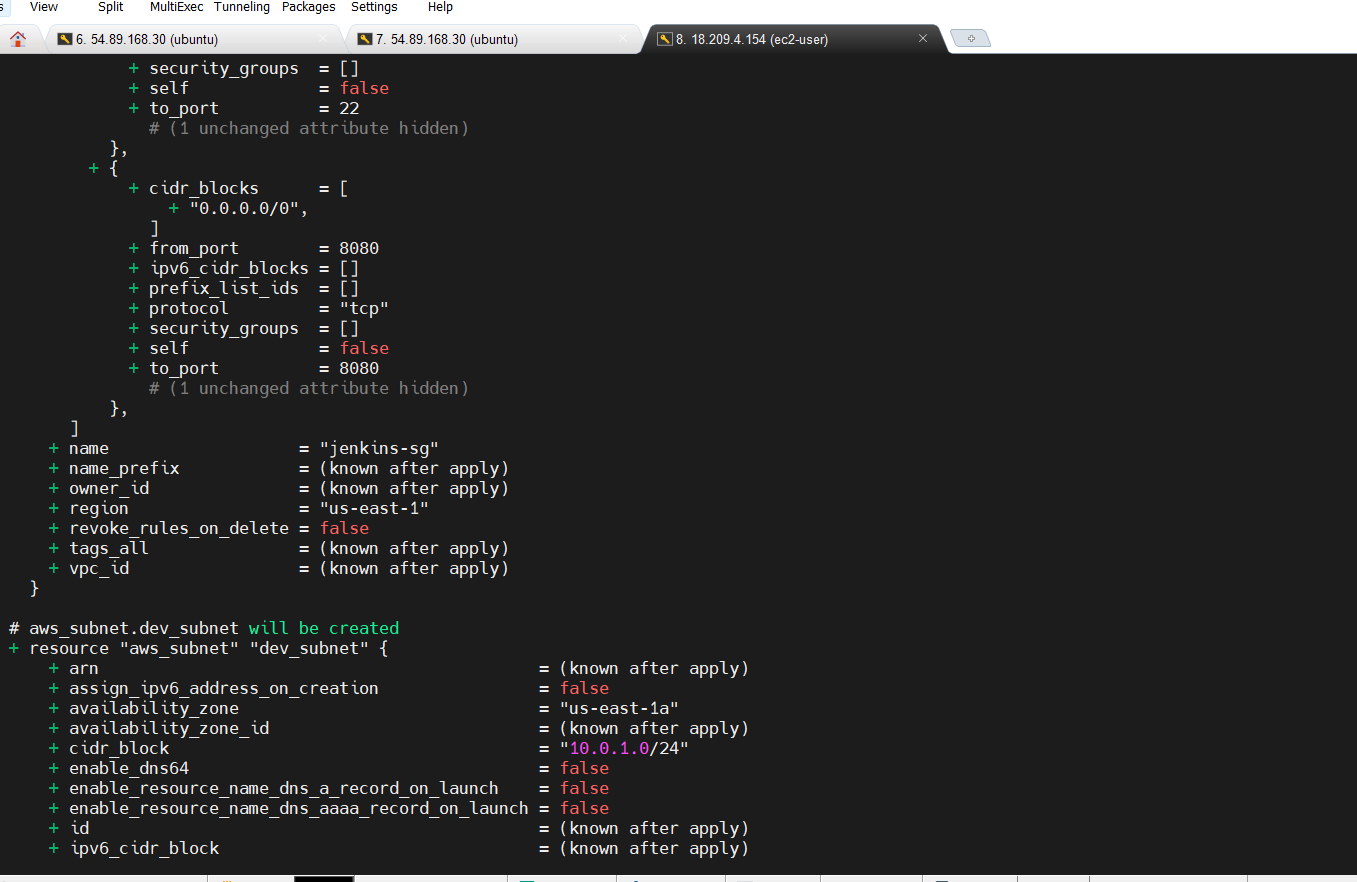 View Split MultiExec Tunneling Packages Settings Help
6. 54.89.168.30 (ubuntu) 7. 54.89.168.30 (ubuntu) 8. 18.209.4.154 (ec2-user)
+ security_groups = []
+ self = false
+ to_port = 22
# (1 unchanged attribute hidden)
},
+ {
+ cidr_blocks = [
+ "0.0.0.0/0",
]
+ from_port = 8080
+ ipv6_cidr_blocks = []
+ prefix_list_ids = []
+ protocol = "tcp"
+ security_groups = []
+ self = false
+ to_port = 8080
# (1 unchanged attribute hidden)
},
]
+ name = "jenkins-sg"
+ name_prefix = (known after apply)
+ owner_id = (known after apply)
+ region = "us-east-1"
+ revoke_rules_on_delete = false
+ tags_all = (known after apply)
+ vpc_id = (known after apply)
}
# aws_subnet.dev_subnet will be created
+ resource "aws_subnet" "dev_subnet" {
+ arn = (known after apply)
+ assign_ipv6_address_on_creation = false
+ availability_zone = "us-east-1a"
+ availability_zone_id = (known after apply)
+ cidr_block = "10.0.1.0/24"
+ enable_dns64 = false
+ enable_resource_name_dns_a_record_on_launch = false
+ enable_resource_name_dns_aaaa_record_on_launch = false
+ id = (known after apply)
+ ipv6_cidr_block = (known after apply)